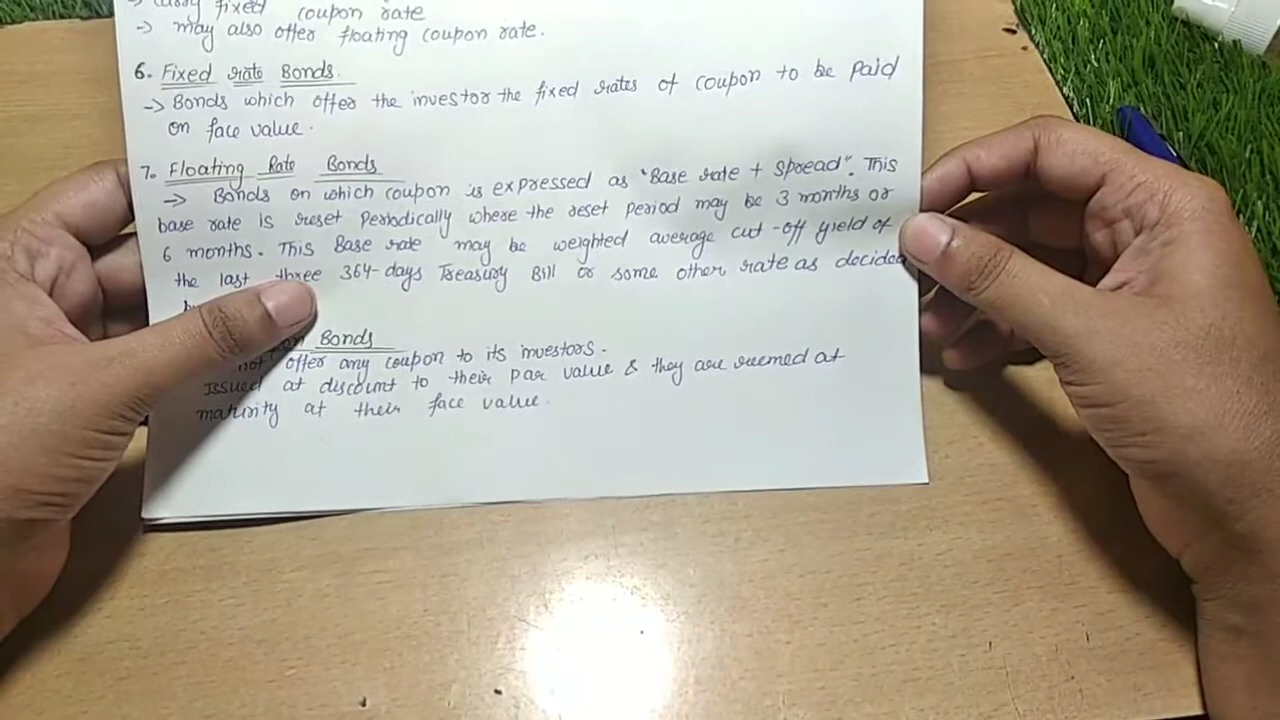 → carry fixed coupon rate
→ may also offer floating coupon rate.
6. Fixed rate Bonds.
→ Bonds which offer the investor the fixed rates of coupon to be paid
on face value.
7. Floating Rate Bonds
→ Bonds on which coupon is expressed as "Base rate + spread". This
base rate is reset periodically where the reset period may be 3 months or
6 months. This Base rate may be weighted average cut-off yield of
the last three 364-days Treasury Bill or some other rate as decided
Bonds
not offer any coupon to its investors.
Issued at discount to their par value & they are reemed at
maturity at their face value.